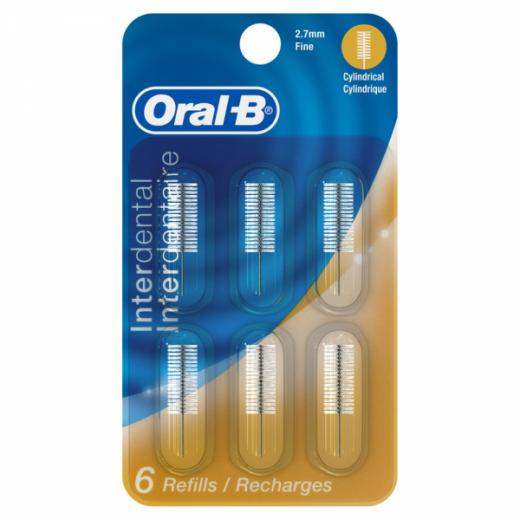 2.7mm
Fine
Cylindrical
Cylindrique
Oral-B®
Interdental
Interdentaire
6 Refills / Recharges